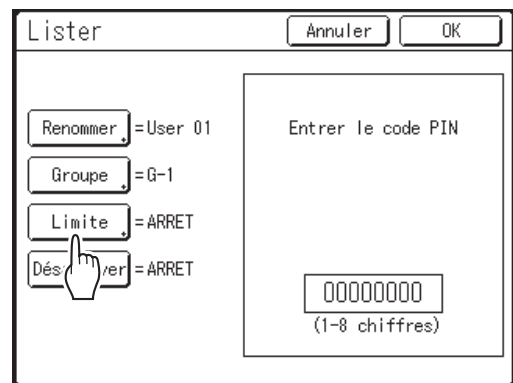 Lister
Annuler
OK
Renommer =User 01
Groupe =G-1
Limite =ARRET
=ARRET
Entrer le code PIN
00000000
(1-8 chiffres)